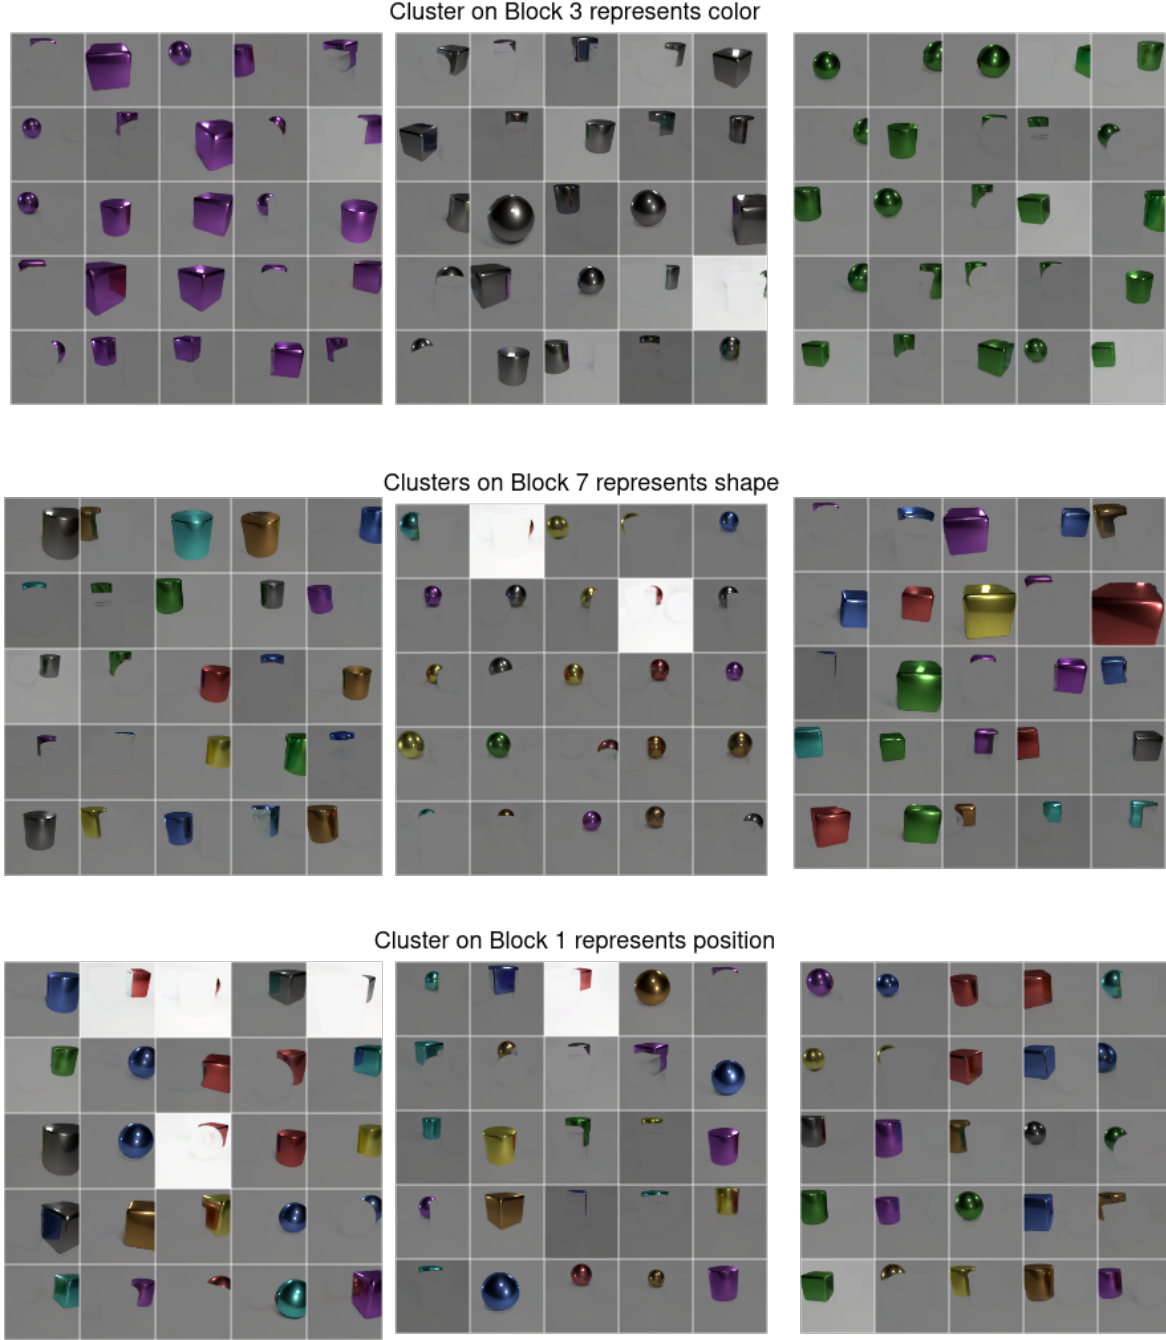 Cluster on Block 3 represents color
Clusters on Block 7 represents shape
Cluster on Block 1 represents position